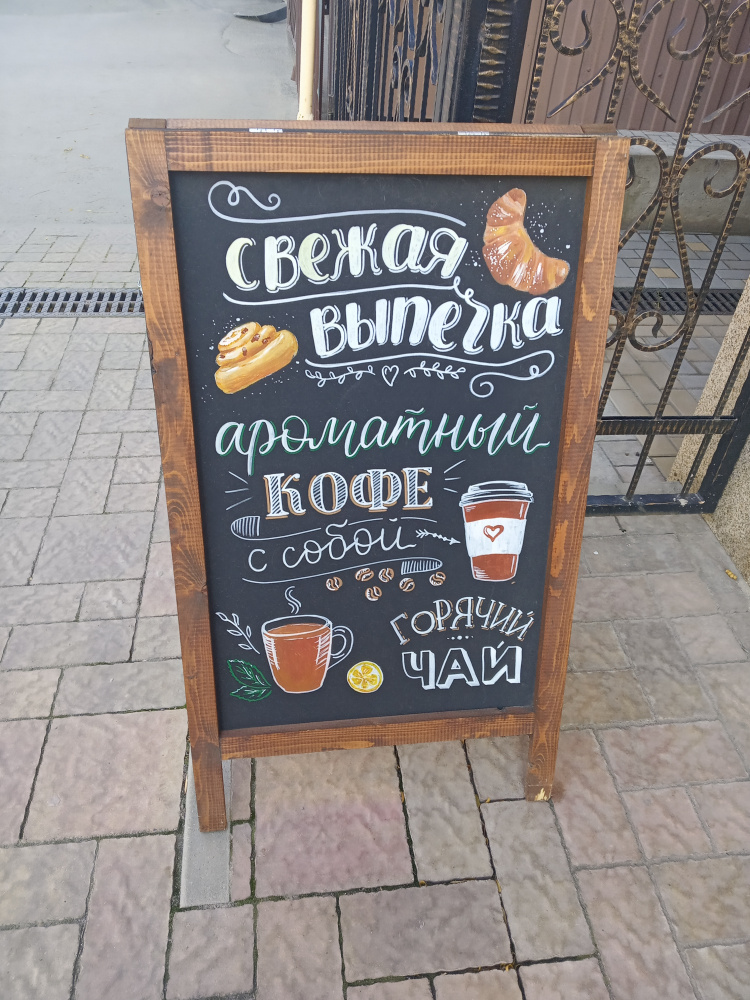 свежая
выпечка
ароматный
КОФЕ
с собой
ГОРЯЧИЙ
ЧАЙ